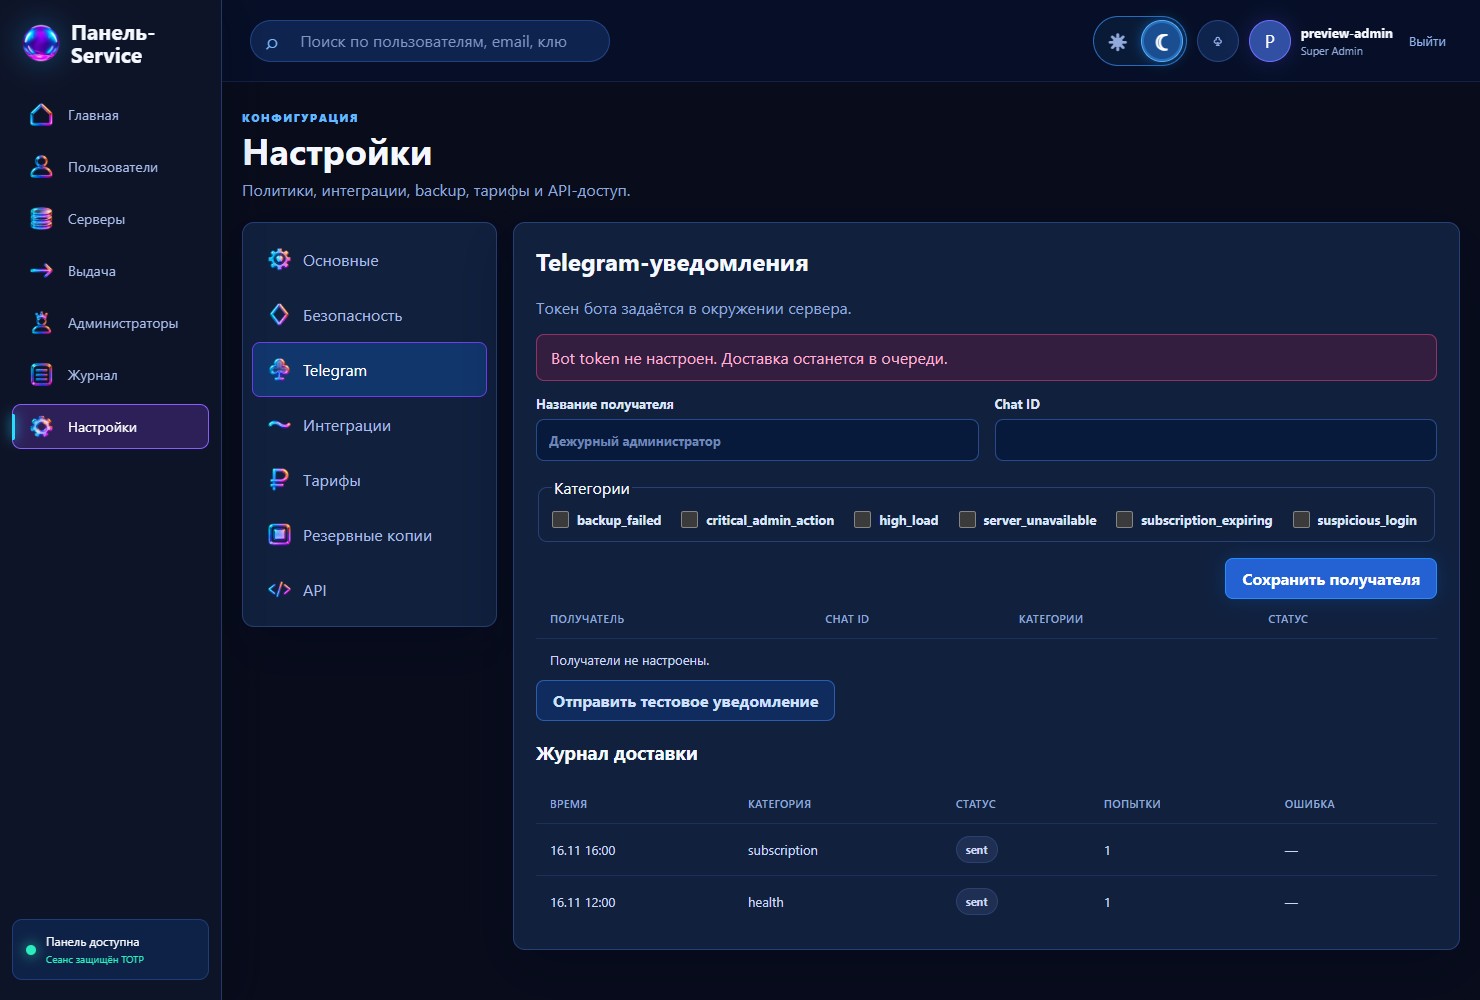 Панель-
Service
Поиск по пользователям, email, клю
P
preview-admin
Super Admin
Выйти
Главная
Пользователи
Серверы
Выдача
Администраторы
Журнал
Настройки
Панель доступна
Сеанс защищён TOTP
КОНФИГУРАЦИЯ
Настройки
Политики, интеграции, backup, тарифы и API-доступ.
Основные
Безопасность
Telegram
Интеграции
Тарифы
Резервные копии
API
Telegram-уведомления
Токен бота задаётся в окружении сервера.
Bot token не настроен. Доставка останется в очереди.
Название получателя Chat ID
Дежурный администратор
Категории
backup_failed critical_admin_action high_load server_unavailable subscription_expiring suspicious_login
Сохранить получателя
ПОЛУЧАТЕЛЬ CHAT ID КАТЕГОРИИ СТАТУС
Получатели не настроены.
Отправить тестовое уведомление
Журнал доставки
ВРЕМЯ КАТЕГОРИЯ СТАТУС ПОПЫТКИ ОШИБКА
16.11 16:00 subscription sent 1 —
16.11 12:00 health sent 1 —